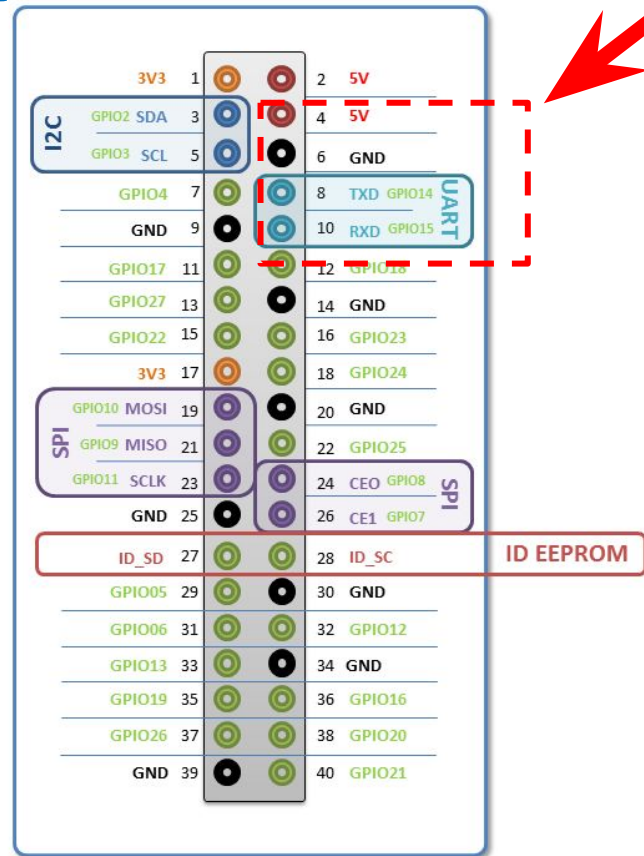 3V3 1 2 5V
I2C GPIO2 SDA 3 4 5V
GPIO3 SCL 5 6 GND
GPIO4 7 8 TXD GPIO14 UART
GND 9 10 RXD GPIO15
GPIO17 11 12 GPIO18
GPIO27 13 14 GND
GPIO22 15 16 GPIO23
3V3 17 18 GPIO24
SPI GPIO10 MOSI 19 20 GND
GPIO9 MISO 21 22 GPIO25
GPIO11 SCLK 23 24 CEO GPIO8 SPI
GND 25 26 CE1 GPIO7
ID_SD 27 28 ID_SC ID EEPROM
GPIO05 29 30 GND
GPIO06 31 32 GPIO12
GPIO13 33 34 GND
GPIO19 35 36 GPIO16
GPIO26 37 38 GPIO20
GND 39 40 GPIO21